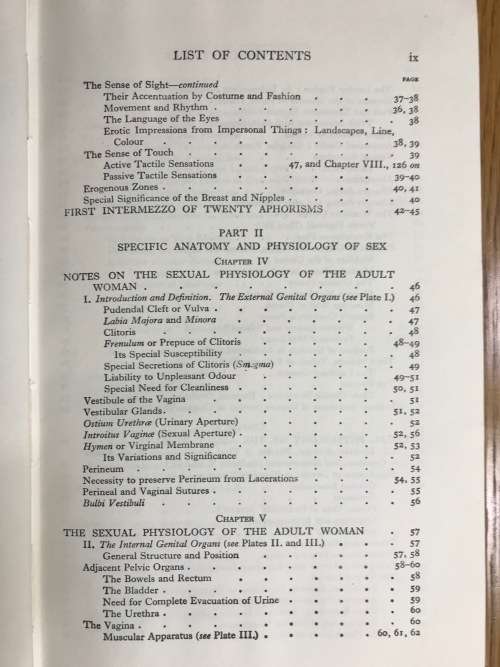 LIST OF CONTENTS ix
PAGE
The Sense of Sight—continued
Their Accentuation by Costume and Fashion . . . 37-38
Movement and Rhythm . . . . . . . 36, 38
The Language of the Eyes . . . . . . 38
Erotic Impressions from Impersonal Things : Landscapes, Line,
Colour . . . . . . . . 38, 39
The Sense of Touch . . . . . . . . 39
Active Tactile Sensations . . 47, and Chapter VIII., 126 on
Passive Tactile Sensations . . . . . . 39-40
Erogenous Zones . . . . . . . . 40, 41
Special Significance of the Breast and Nipples . . . . 40
FIRST INTERMEZZO OF TWENTY APHORISMS . . 42-45
PART II
SPECIFIC ANATOMY AND PHYSIOLOGY OF SEX
CHAPTER IV
NOTES ON THE SEXUAL PHYSIOLOGY OF THE ADULT
WOMAN . . . . . . . . . 46
I. Introduction and Definition. The External Genital Organs (see Plate I.) 46
Pudendal Cleft or Vulva . . . . . . . 47
Labia Majora and Minora . . . . . . 47
Clitoris . . . . . . . . 48
Frenulum or Prepuce of Clitoris . . . . . 48-49
Its Special Susceptibility . . . . . . 48
Special Secretions of Clitoris (Smegma) . . . . 49
Liability to Unpleasant Odour . . . . . 49-51
Special Need for Cleanliness . . . . . . 50, 51
Vestibule of the Vagina . . . . . . . 51
Vestibular Glands . . . . . . . . 51, 52
Ostium Urethræ (Urinary Aperture) . . . . . 52
Introitus Vaginæ (Sexual Aperture) . . . . . . 52, 56
Hymen or Virginal Membrane . . . . . . 52, 53
Its Variations and Significance . . . . . 52
Perineum . . . . . . . . . 54
Necessity to preserve Perineum from Lacerations . . . 54, 55
Perineal and Vaginal Sutures . . . . . . . 55
Bulbi Vestibuli . . . . . . . . 56
CHAPTER V
THE SEXUAL PHYSIOLOGY OF THE ADULT WOMAN . 57
II. The Internal Genital Organs (see Plates II. and III.) . . . 57
General Structure and Position . . . . . 57, 58
Adjacent Pelvic Organs . . . . . . . 58-60
The Bowels and Rectum . . . . . . 58
The Bladder . . . . . . . . 59
Need for Complete Evacuation of Urine . . . . 59
The Urethra . . . . . . . . 60
The Vagina . . . . . . . . . 60
Muscular Apparatus (see Plate III.) . . . . . 60, 61, 62